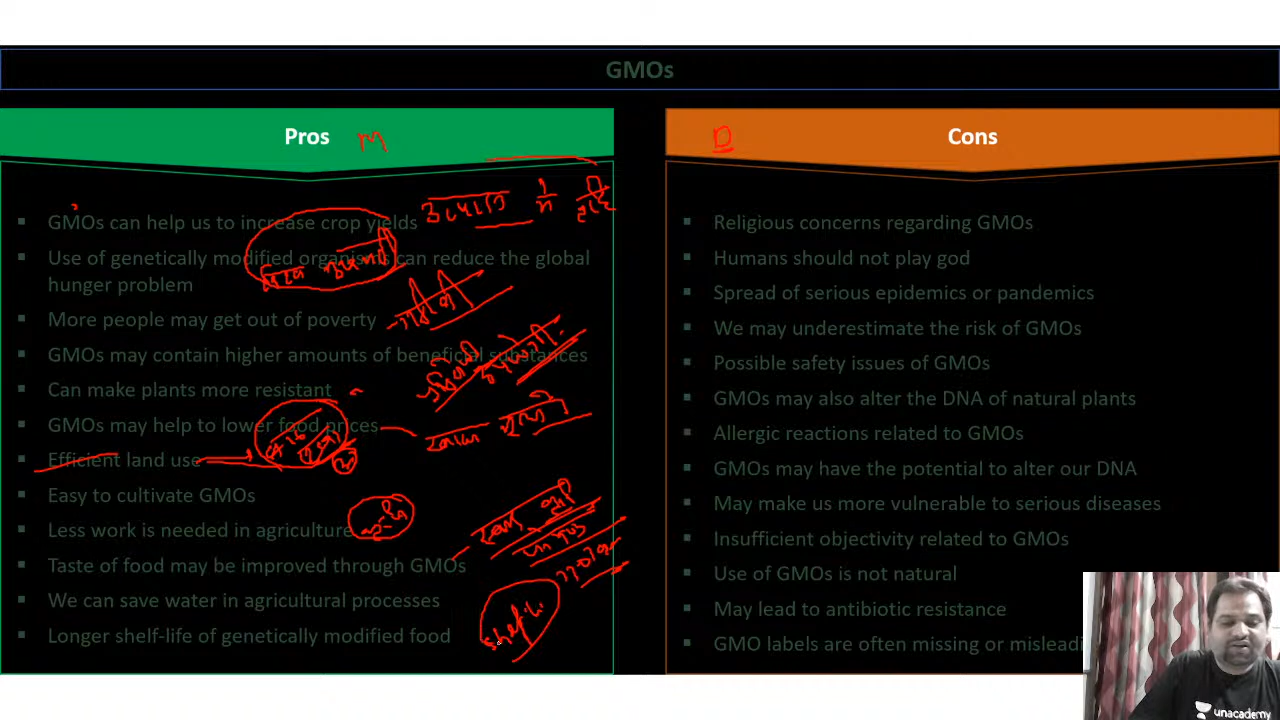 GMOs
Pros M
GMOs can help us to increase crop yields
Use of genetically modified organisms can reduce the global
hunger problem
More people may get out of poverty
GMOs may contain higher amounts of beneficial substances
Can make plants more resistant
GMOs may help to lower food prices
Efficient land use
Easy to cultivate GMOs
Less work is needed in agriculture
Taste of food may be improved through GMOs
We can save water in agricultural processes
Longer shelf-life of genetically modified food
उत्पादन में वृद्धि
गरीबी
खाद्य मूल्य
D Cons
Religious concerns regarding GMOs
Humans should not play god
Spread of serious epidemics or pandemics
We may underestimate the risk of GMOs
Possible safety issues of GMOs
GMOs may also alter the DNA of natural plants
Allergic reactions related to GMOs
GMOs may have the potential to alter our DNA
May make us more vulnerable to serious diseases
Insufficient objectivity related to GMOs
Use of GMOs is not natural
May lead to antibiotic resistance
GMO labels are often missing or misleadi
unacademy